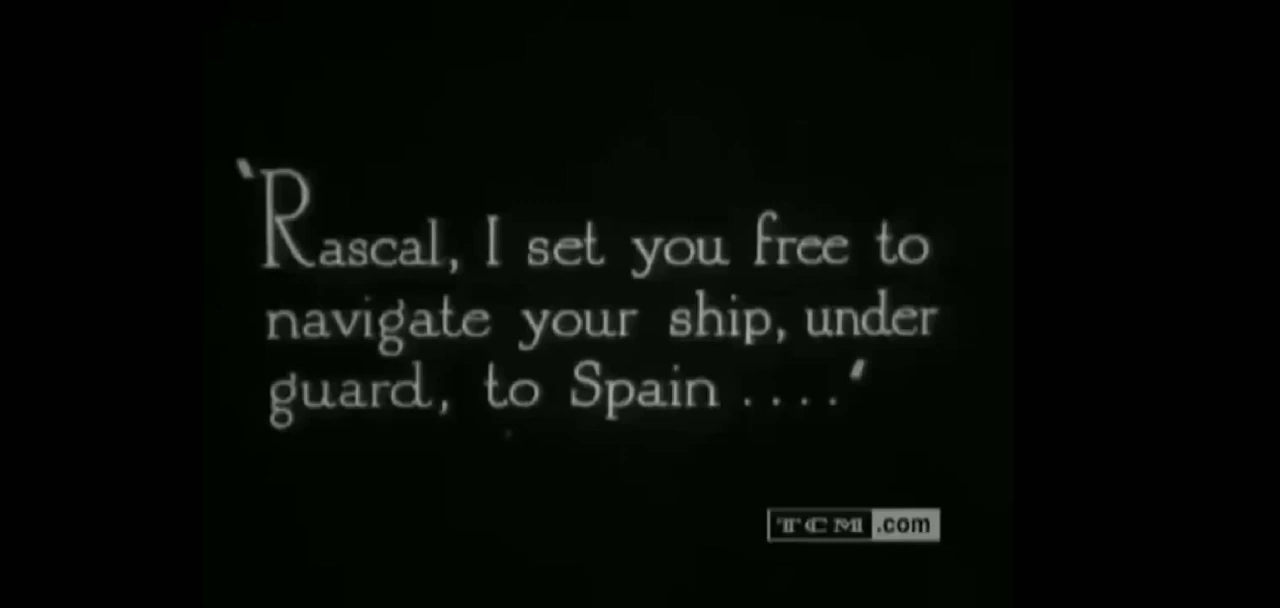 ‛Rascal, I set you free to
navigate your ship, under
guard, to Spain ....‛
TCM.com